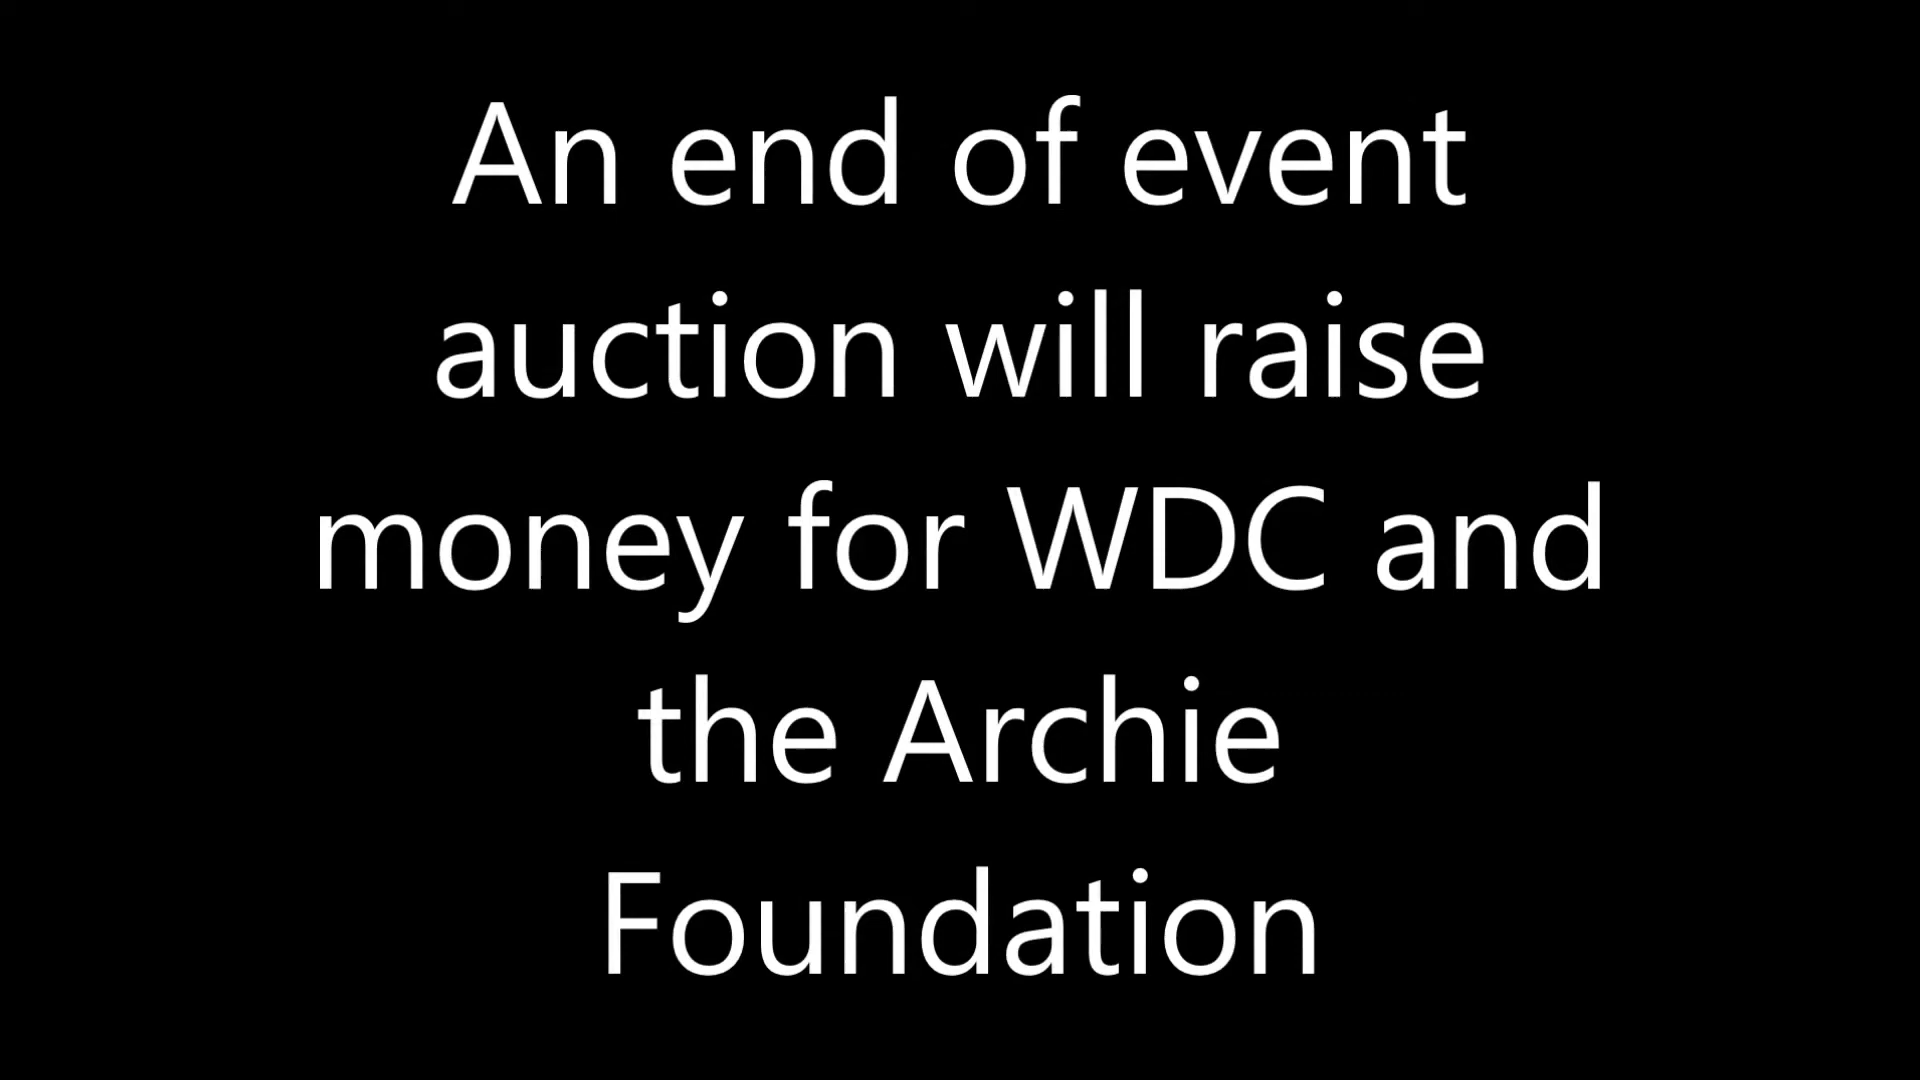 An end of event
auction will raise
money for WDC and
the Archie
Foundation